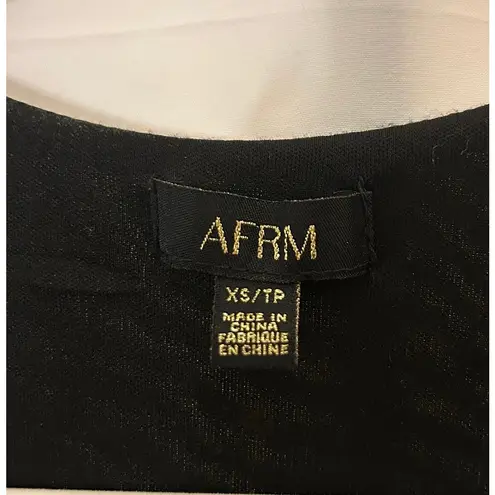 AFRM
XS/TP
MADE IN
CHINA
FABRIQUE
EN CHINE